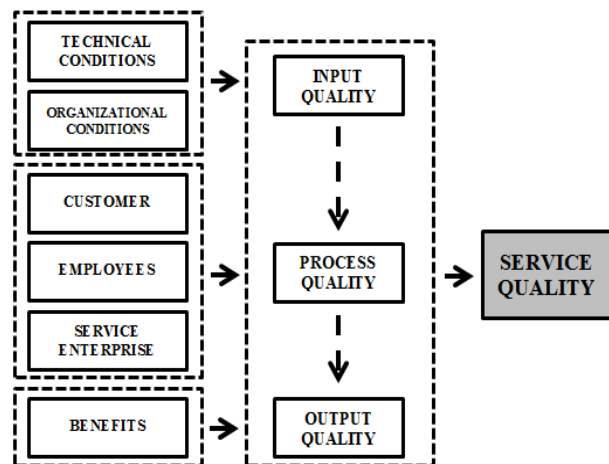 TECHNICAL
CONDITIONS
ORGANIZATIONAL
CONDITIONS
CUSTOMER
EMPLOYEES
SERVICE
ENTERPRISE
BENEFITS
INPUT
QUALITY
PROCESS
QUALITY
OUTPUT
QUALITY
SERVICE
QUALITY